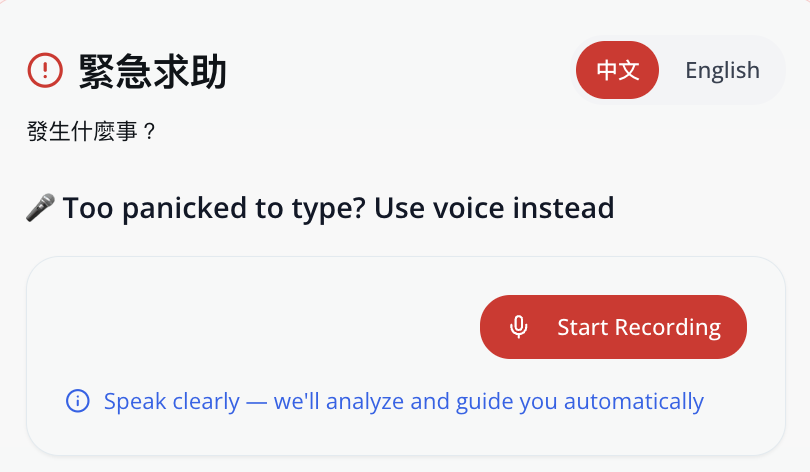 緊急求助
中文 English
發生什麼事？
Too panicked to type? Use voice instead
Start Recording
Speak clearly — we'll analyze and guide you automatically